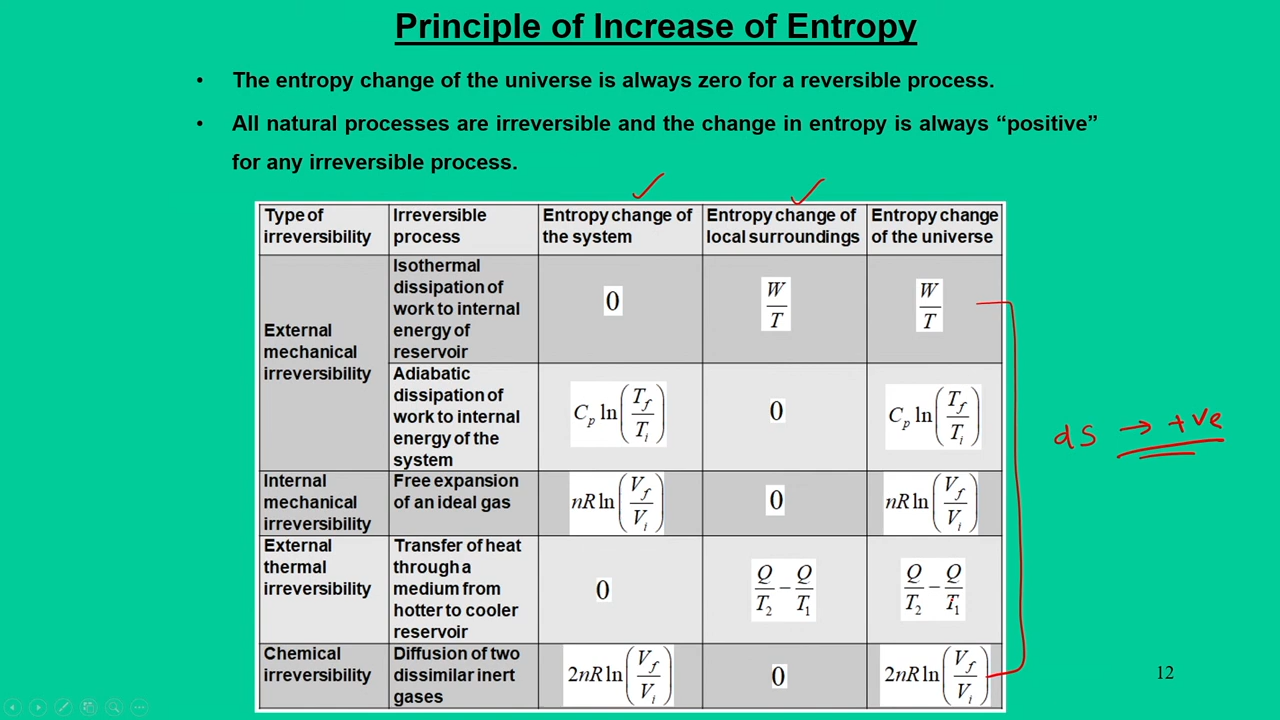 Principle of Increase of Entropy
• The entropy change of the universe is always zero for a reversible process.
• All natural processes are irreversible and the change in entropy is always “positive”
for any irreversible process.
Type of irreversibility | Irreversible process | Entropy change of the system | Entropy change of local surroundings | Entropy change of the universe
External mechanical irreversibility | Isothermal dissipation of work to internal energy of reservoir | 0 | W/T | W/T
Adiabatic dissipation of work to internal energy of the system | C_p ln(T_f/T_i) | 0 | C_p ln(T_f/T_i)
Internal mechanical irreversibility | Free expansion of an ideal gas | nR ln(V_f/V_i) | 0 | nR ln(V_f/V_i)
External thermal irreversibility | Transfer of heat through a medium from hotter to cooler reservoir | 0 | Q/T_2 − Q/T_1 | Q/T_2 − Q/T_1
Chemical irreversibility | Diffusion of two dissimilar inert gases | 2nR ln(V_f/V_i) | 0 | 2nR ln(V_f/V_i)
dS → +ve
12